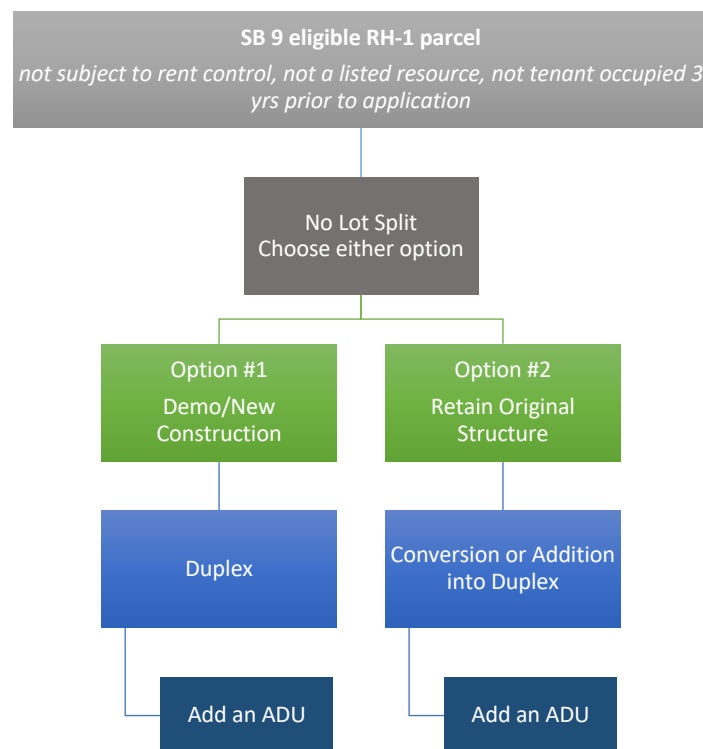 SB 9 eligible RH-1 parcel
not subject to rent control, not a listed resource, not tenant occupied 3
yrs prior to application
No Lot Split
Choose either option
Option #1
Demo/New
Construction
Option #2
Retain Original
Structure
Duplex
Conversion or Addition
into Duplex
Add an ADU
Add an ADU